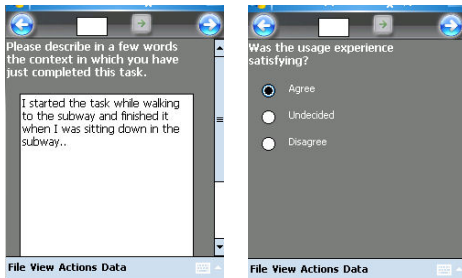 Please describe in a few words
the context in which you have
just completed this task.
I started the task while walking
to the subway and finished it
when I was sitting down in the
subway..
File View Actions Data
Was the usage experience
satisfying?
Agree
Undecided
Disagree
File View Actions Data